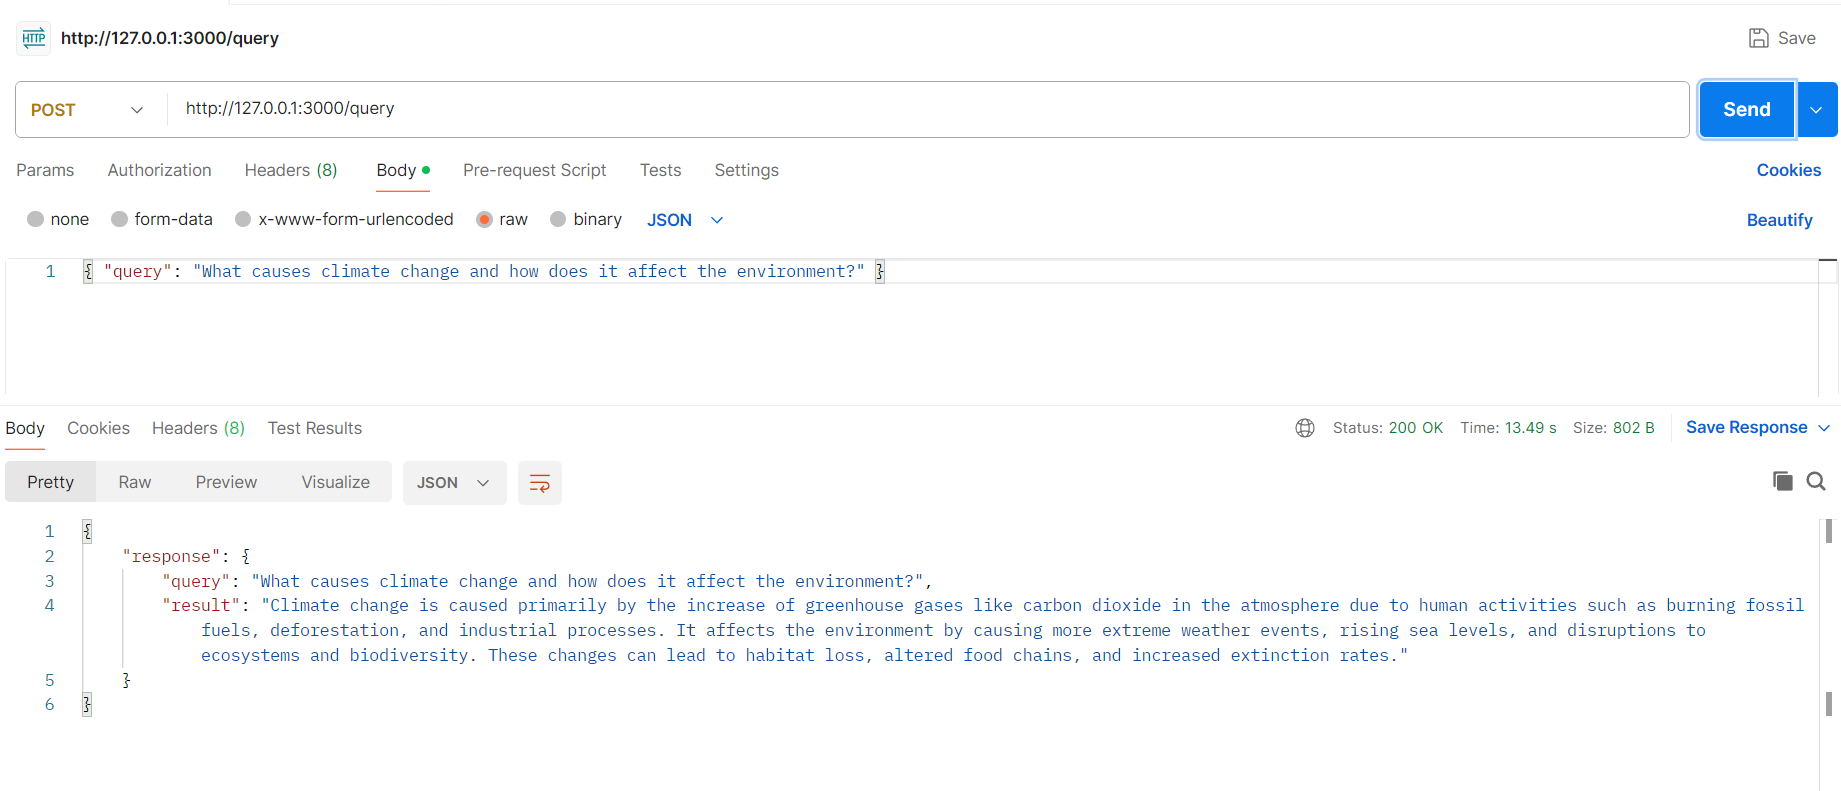 HTTP http://127.0.0.1:3000/query Save
POST http://127.0.0.1:3000/query Send
Params Authorization Headers (8) Body Pre-request Script Tests Settings Cookies
none form-data x-www-form-urlencoded raw binary JSON Beautify
1 { "query": "What causes climate change and how does it affect the environment?" }
Body Cookies Headers (8) Test Results Status: 200 OK Time: 13.49 s Size: 802 B Save Response
Pretty Raw Preview Visualize JSON
1 {
2 "response": {
3 "query": "What causes climate change and how does it affect the environment?",
4 "result": "Climate change is caused primarily by the increase of greenhouse gases like carbon dioxide in the atmosphere due to human activities such as burning fossil
fuels, deforestation, and industrial processes. It affects the environment by causing more extreme weather events, rising sea levels, and disruptions to
ecosystems and biodiversity. These changes can lead to habitat loss, altered food chains, and increased extinction rates."
5 }
6 }